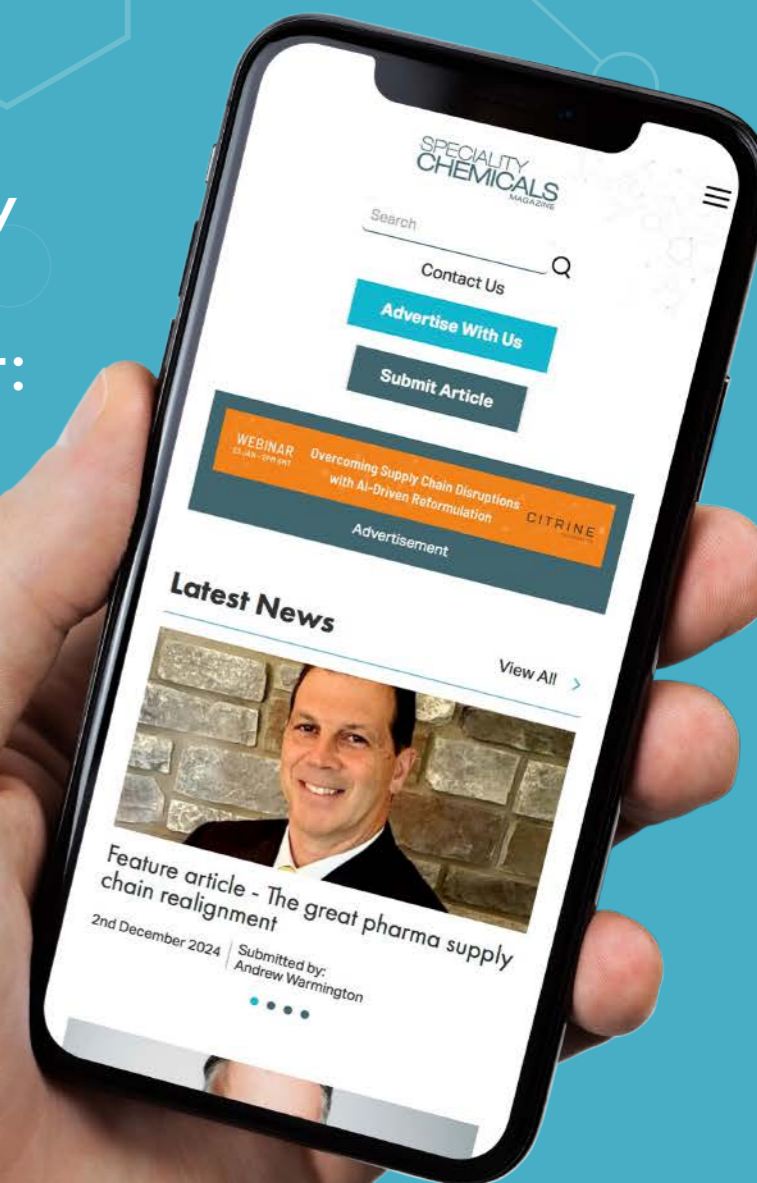 SPECIALITY
CHEMICALS
MAGAZINE
Search
Contact Us
Advertise With Us
Submit Article
WEBINAR
Overcoming Supply Chain Disruptions
with AI-Driven Reformulation
CITRINE
Advertisement
Latest News
View All >
Feature article - The great pharma supply
chain realignment
2nd December 2024
Submitted by:
Andrew Warmington